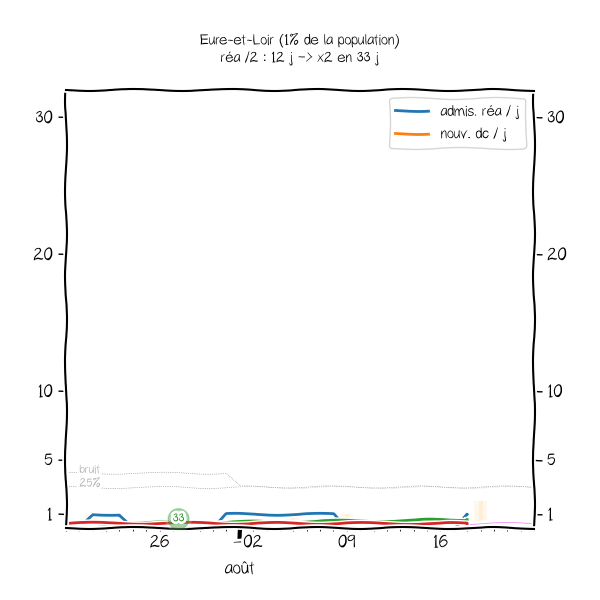 Eure-et-Loir (1% de la population)
réa /2 : 12 j -> x2 en 33 j
admis. réa / j
nouv. dc / j
30
30
20
20
10
10
5
5
bruit
25%
1
33
1
26
02
09
16
août